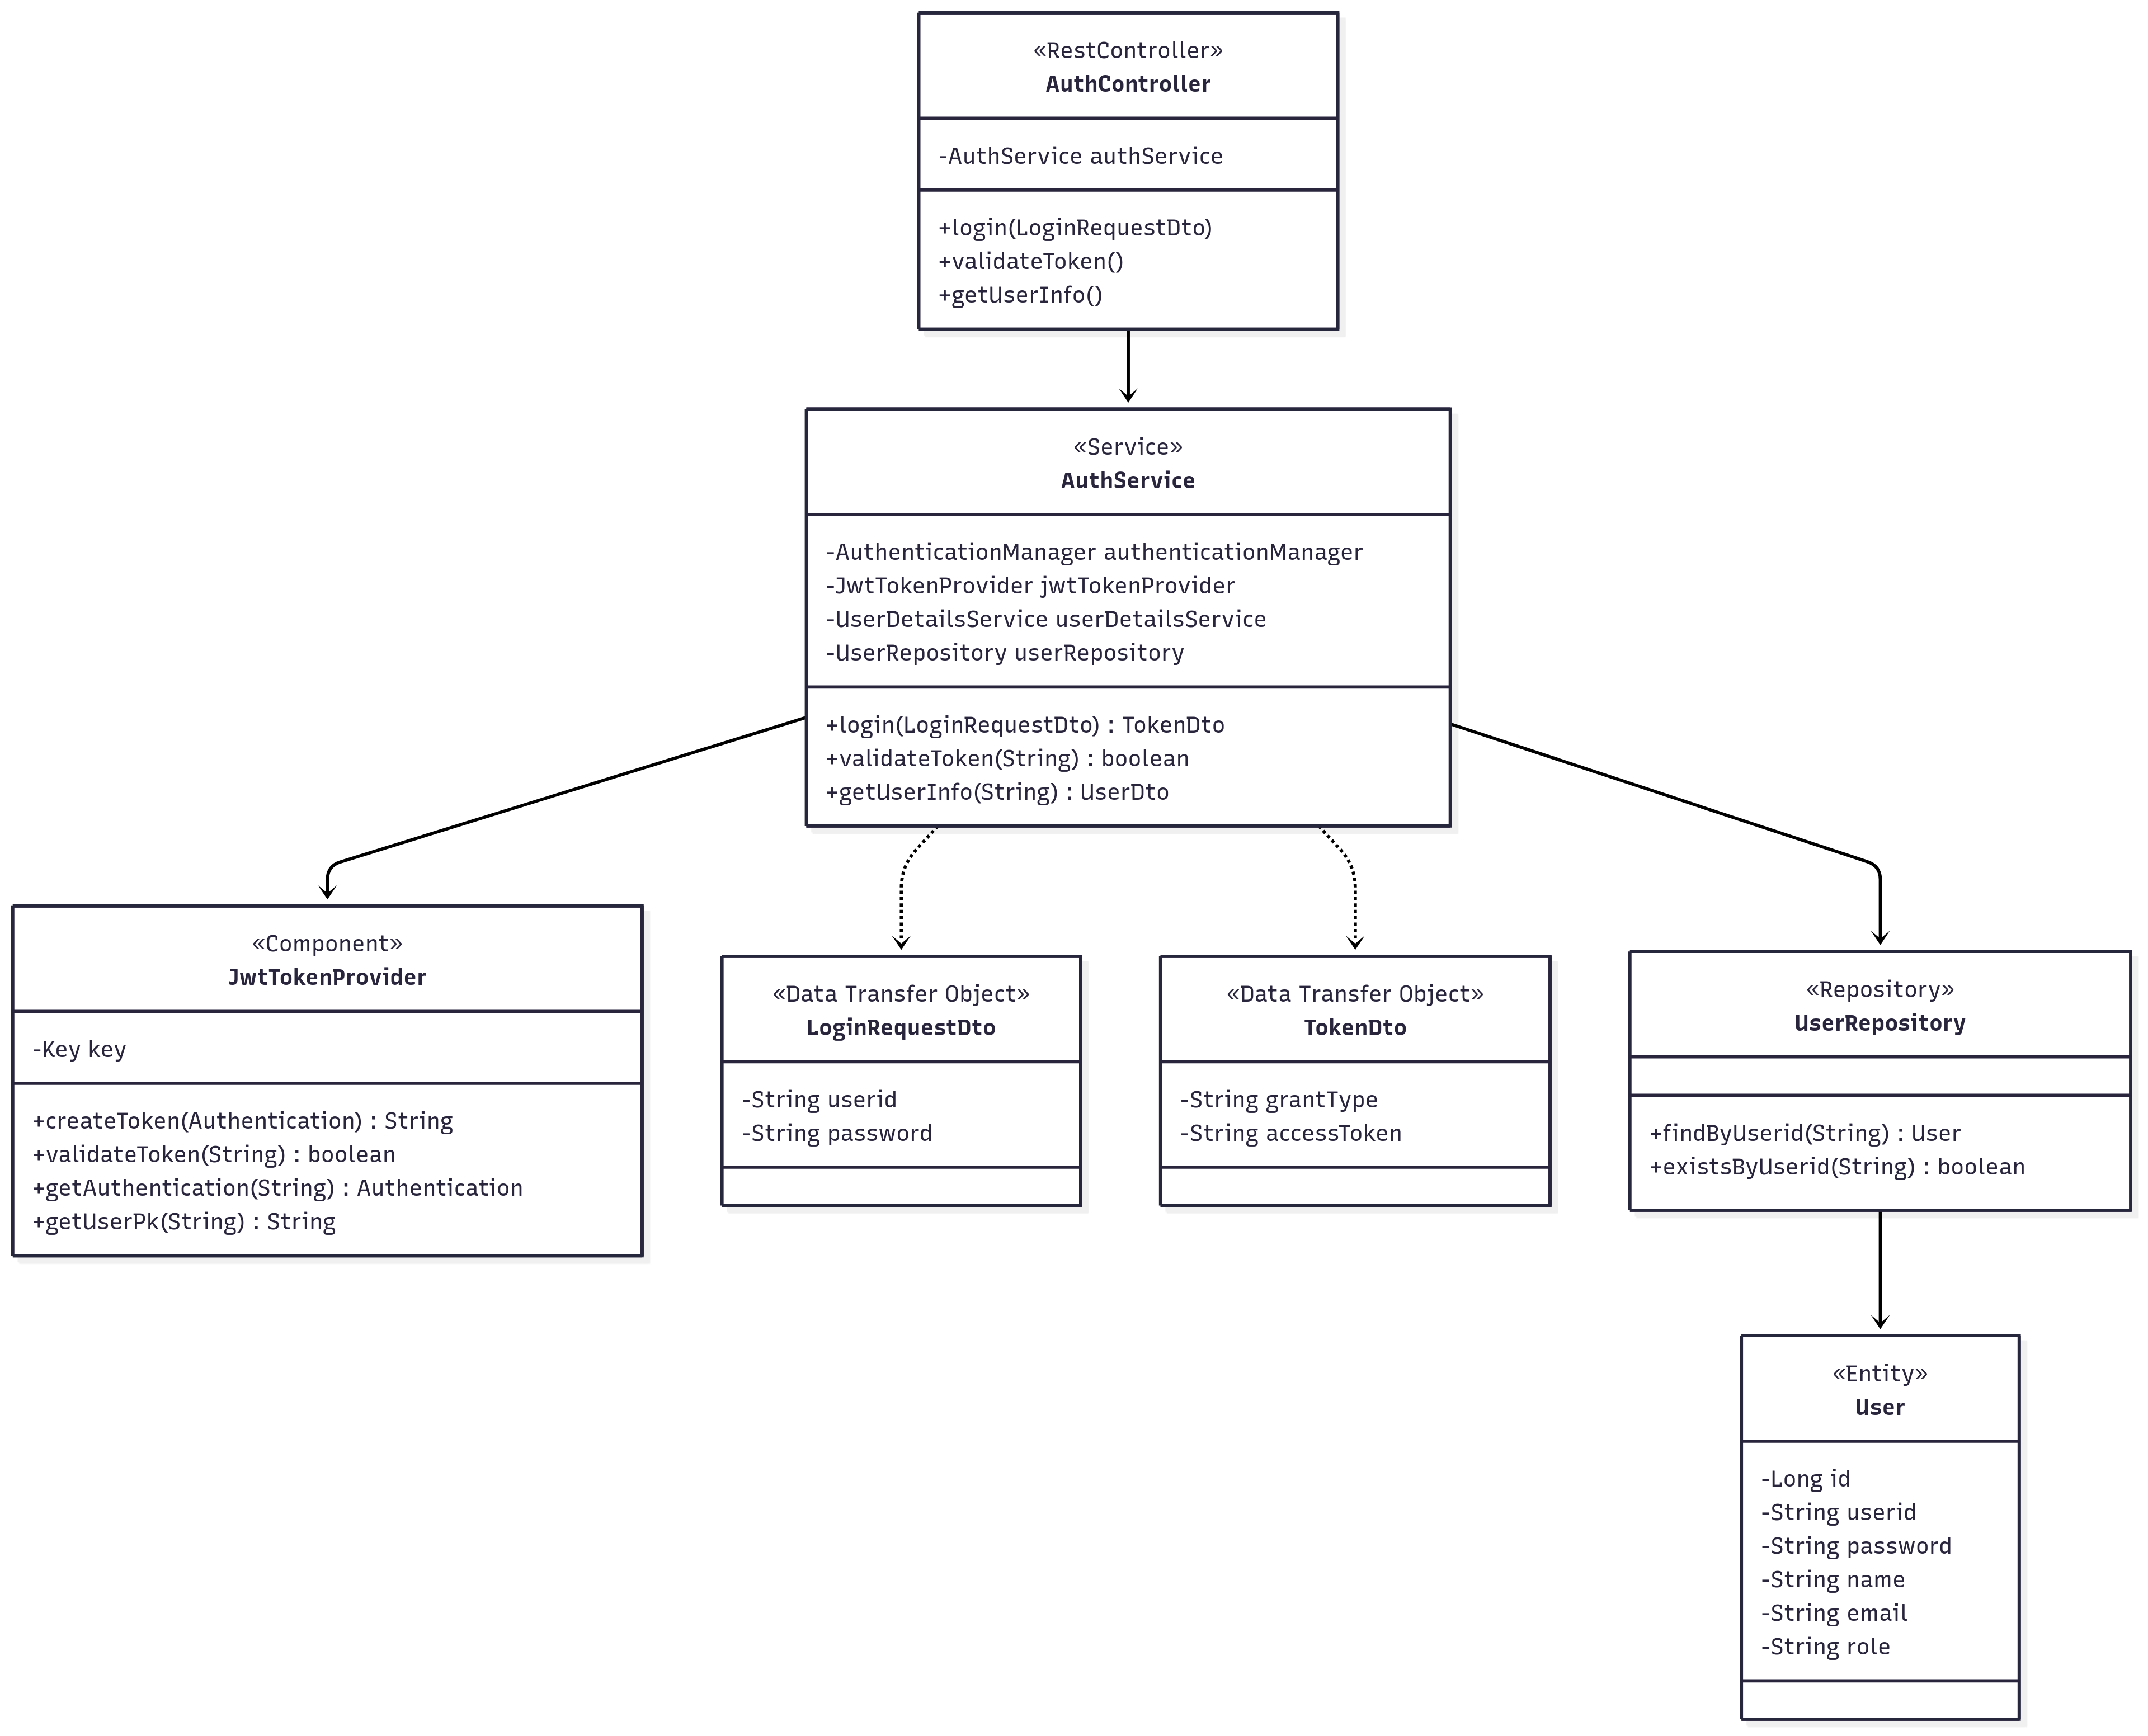 «RestController»
AuthController
-AuthService authService
+login(LoginRequestDto)
+validateToken()
+getUserInfo()
«Service»
AuthService
-AuthenticationManager authenticationManager
-JwtTokenProvider jwtTokenProvider
-UserDetailsService userDetailsService
-UserRepository userRepository
+login(LoginRequestDto) : TokenDto
+validateToken(String) : boolean
+getUserInfo(String) : UserDto
«Component»
JwtTokenProvider
-Key key
+createToken(Authentication) : String
+validateToken(String) : boolean
+getAuthentication(String) : Authentication
+getUserPk(String) : String
«Data Transfer Object»
LoginRequestDto
-String userid
-String password
«Data Transfer Object»
TokenDto
-String grantType
-String accessToken
«Repository»
UserRepository
+findByUserid(String) : User
+existsByUserid(String) : boolean
«Entity»
User
-Long id
-String userid
-String password
-String name
-String email
-String role